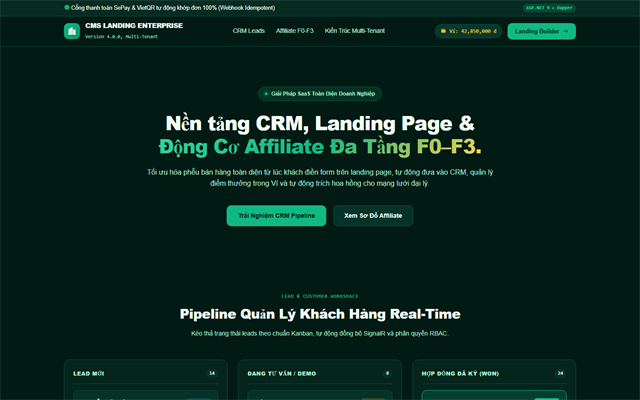 Cổng thanh toán SePay & VietQR tự động khớp đơn 100% (Webhook Idempotent)
ASP.NET 9 + Dapper
CMS LANDING ENTERPRISE
Version 4.0.0, Multi-Tenant
CRM Leads
Affiliate F0-F3
Kiến Trúc Multi-Tenant
Ví: 42,850,000 đ
Landing Builder →
Giải Pháp SaaS Toàn Diện Doanh Nghiệp
Nền tảng CRM, Landing Page &
Động Cơ Affiliate Đa Tầng F0–F3.
Tối ưu hóa phễu bán hàng toàn diện từ lúc khách điền form trên landing page, tự động đưa vào CRM, quản lý
điểm thưởng trong Ví và tự động trích hoa hồng cho mạng lưới đại lý.
Trải Nghiệm CRM Pipeline
Xem Sơ Đồ Affiliate
LEAD & CUSTOMER WORKSPACE
Pipeline Quản Lý Khách Hàng Real-Time
Kéo thả trạng thái leads theo chuẩn Kanban, tự động đồng bộ SignalR và phân quyền RBAC.
LEAD MỚI
14
ĐANG TƯ VẤN / DEMO
8
HỢP ĐỒNG ĐÃ KÝ (WON)
24